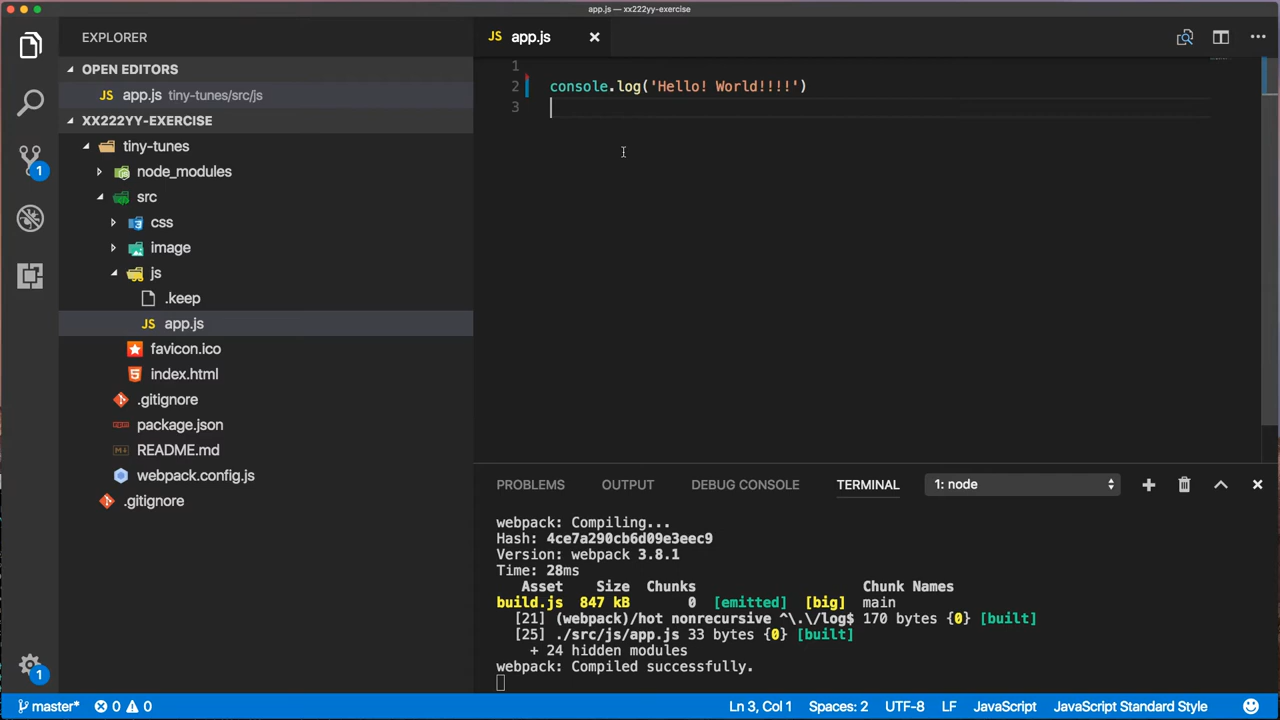 app.js — xx222yy-exercise
EXPLORER
OPEN EDITORS
JS app.js tiny-tunes/src/js
XX222YY-EXERCISE
tiny-tunes
node_modules
src
css
image
js
.keep
JS app.js
favicon.ico
index.html
.gitignore
package.json
README.md
webpack.config.js
.gitignore
1
1
JS app.js
1
2 console.log('Hello! World!!!!')
3
PROBLEMS OUTPUT DEBUG CONSOLE TERMINAL 1: node
webpack: Compiling...
Hash: 4ce7a290cb6d09e3eec9
Version: webpack 3.8.1
Time: 28ms
Asset Size Chunks Chunk Names
build.js 847 kB 0 [emitted] [big] main
[21] (webpack)/hot nonrecursive ^\.\/log$ 170 bytes {0} [built]
[25] ./src/js/app.js 33 bytes {0} [built]
+ 24 hidden modules
webpack: Compiled successfully.
master* 0 0 Ln 3, Col 1 Spaces: 2 UTF-8 LF JavaScript JavaScript Standard Style